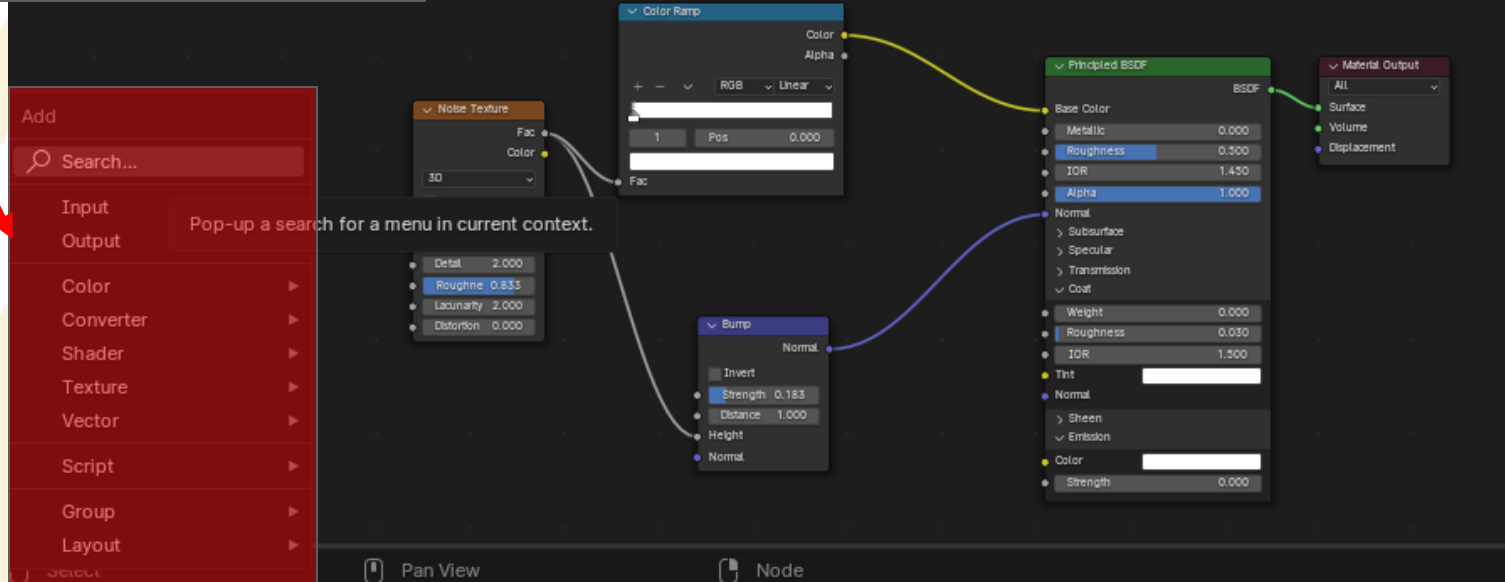 Add
Search...
Input
Output
Color
Converter
Shader
Texture
Vector
Script
Group
Layout
Select
Pop-up a search for a menu in current context.
Noise Texture
Fac
Color
3D
Detail 2.000
Roughne 0.833
Lacunarity 2.000
Distortion 0.000
Color Ramp
Color
Alpha
RGB Linear
1 Pos 0.000
Fac
Bump
Normal
Invert
Strength 0.183
Distance 1.000
Height
Normal
Principled BSDF
BSDF
Base Color
Metallic 0.000
Roughness 0.500
IOR 1.450
Alpha 1.000
Normal
Subsurface
Specular
Transmission
Coat
Weight 0.000
Roughness 0.030
IOR 1.500
Tint
Normal
Sheen
Emission
Color
Strength 0.000
Material Output
All
Surface
Volume
Displacement
Pan View
Node